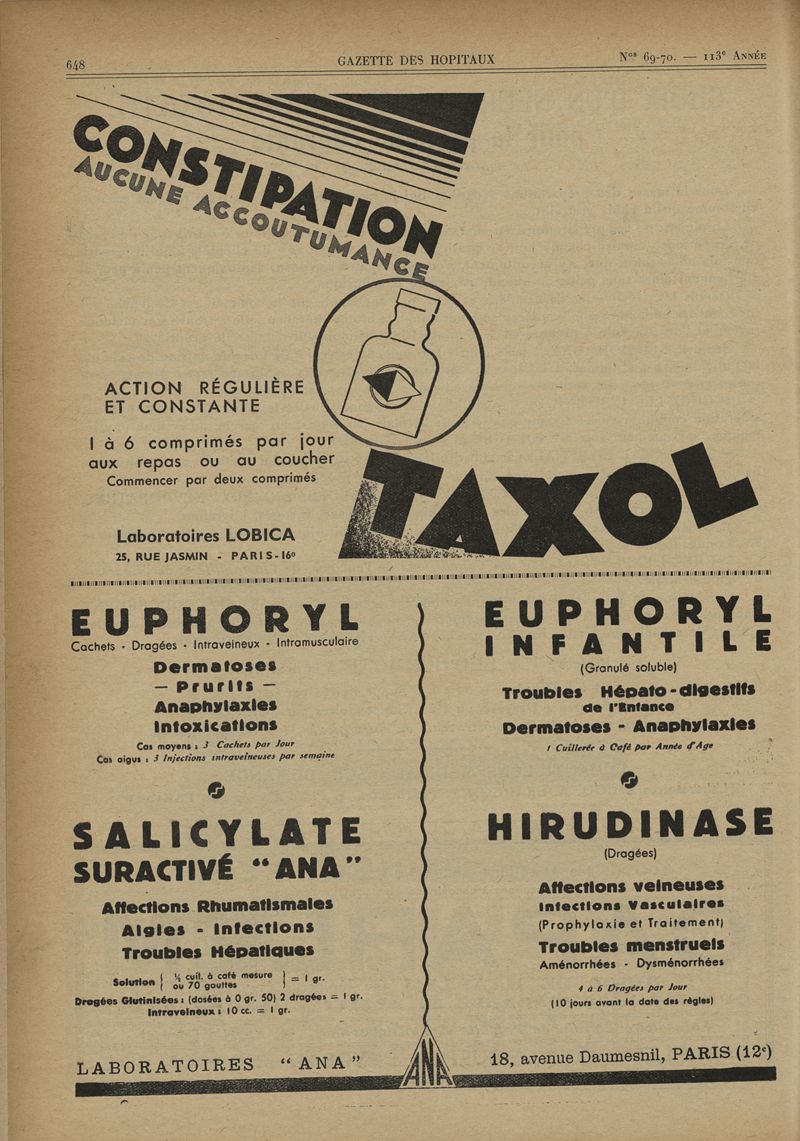 648
GAZETTE DES HOPITAUX
Nos 69-70. — 113e ANNÉE
CONSTIPATION
AUCUNE ACCOUTUMANCE
ACTION RÉGULIÈRE
ET CONSTANTE
1 à 6 comprimés par jour
aux repas ou au coucher
Commencer par deux comprimés
TAXOL
Laboratoires LOBICA
25, RUE JASMIN - PARIS-16e
EUPHORYL
Cachets - Dragées - Intraveineux - Intramusculaire
Dermatoses
— Prurits —
Anaphylaxies
Intoxications
Cas moyens : 3 Cachets par Jour
Cas aigus : 3 Injections intraveineuses par semaine
SALICYLATE
SURACTIVÉ "ANA"
Affections Rhumatismales
Algies - Infections
Troubles Hépatiques
Solution { ½ cuil. à café mesure } = 1 gr.
ou 70 gouttes
Dragées Glutinisées : (dosées à 0 gr. 50) 2 dragées = 1 gr.
Intraveineux : 10 cc. = 1 gr.
EUPHORYL
INFANTILE
(Granulé soluble)
Troubles Hépato-digestifs
de l'Enfance
Dermatoses - Anaphylaxies
1 Cuillerée à Café par Année d'Age
HIRUDINASE
(Dragées)
Affections veineuses
Infections Vasculaires
(Prophylaxie et Traitement)
Troubles menstruels
Aménorrhées - Dysménorrhées
4 à 6 Dragées par Jour
(10 jours avant la date des règles)
LABORATOIRES "ANA"
ANA
18, avenue Daumesnil, PARIS (12e)